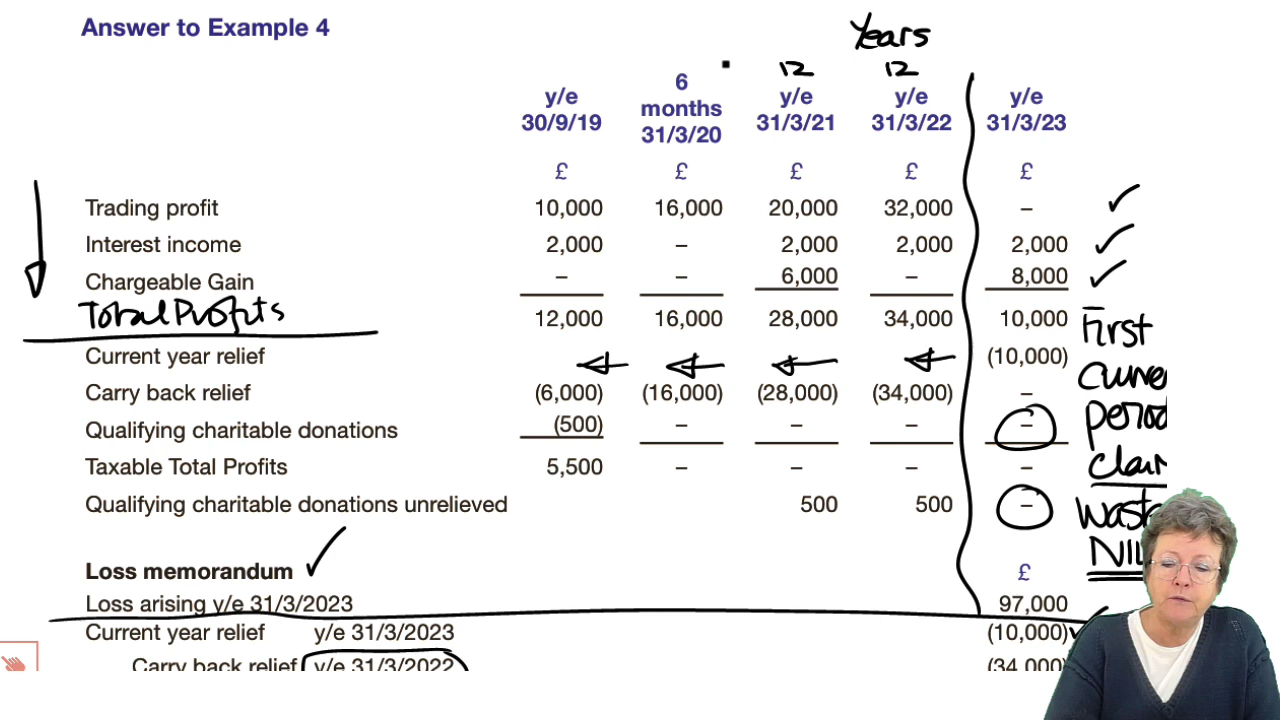 Answer to Example 4
Years
12 12
y/e 30/9/19 6 months 31/3/20 y/e 31/3/21 y/e 31/3/22 y/e 31/3/23
£ £ £ £ £
Trading profit 10,000 16,000 20,000 32,000 –
Interest income 2,000 – 2,000 2,000 2,000
Chargeable Gain – – 6,000 – 8,000
Total Profits 12,000 16,000 28,000 34,000 10,000
First
Current year relief (10,000)
Carry back relief (6,000) (16,000) (28,000) (34,000) –
period
Qualifying charitable donations (500) – – – –
Taxable Total Profits 5,500 – – – –
Qualifying charitable donations unrelieved 500 500 –
NIL
Loss memorandum £
Loss arising y/e 31/3/2023 97,000
Current year relief y/e 31/3/2023 (10,000)
Carry back relief y/e 31/3/2022 (34,000)